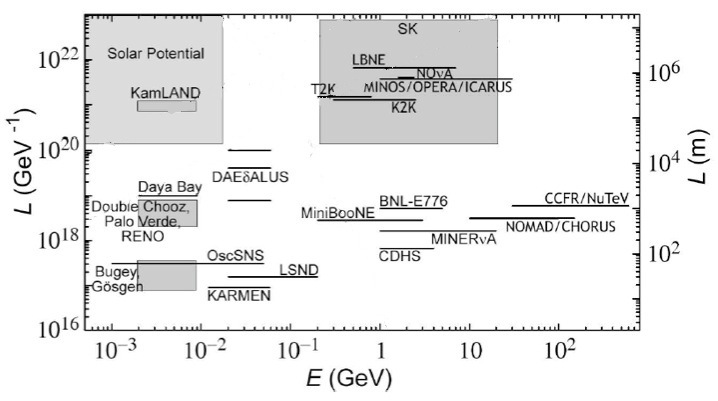 SK
Solar Potential
LBNE
NOνA
KamLAND
T2K
MINOS/OPERA/ICARUS
K2K
DAEδALUS
Daya Bay
Double Chooz,
Palo Verde,
RENO
BNL-E776
CCFR/NuTeV
MiniBooNE
NOMAD/CHORUS
MINERνA
CDHS
OscSNS
Bugey,
Gösgen
LSND
KARMEN
L (GeV⁻¹)
10²²
10²⁰
10¹⁸
10¹⁶
L (m)
10⁶
10⁴
10²
10⁻³ 10⁻² 10⁻¹ 1 10 10²
E (GeV)